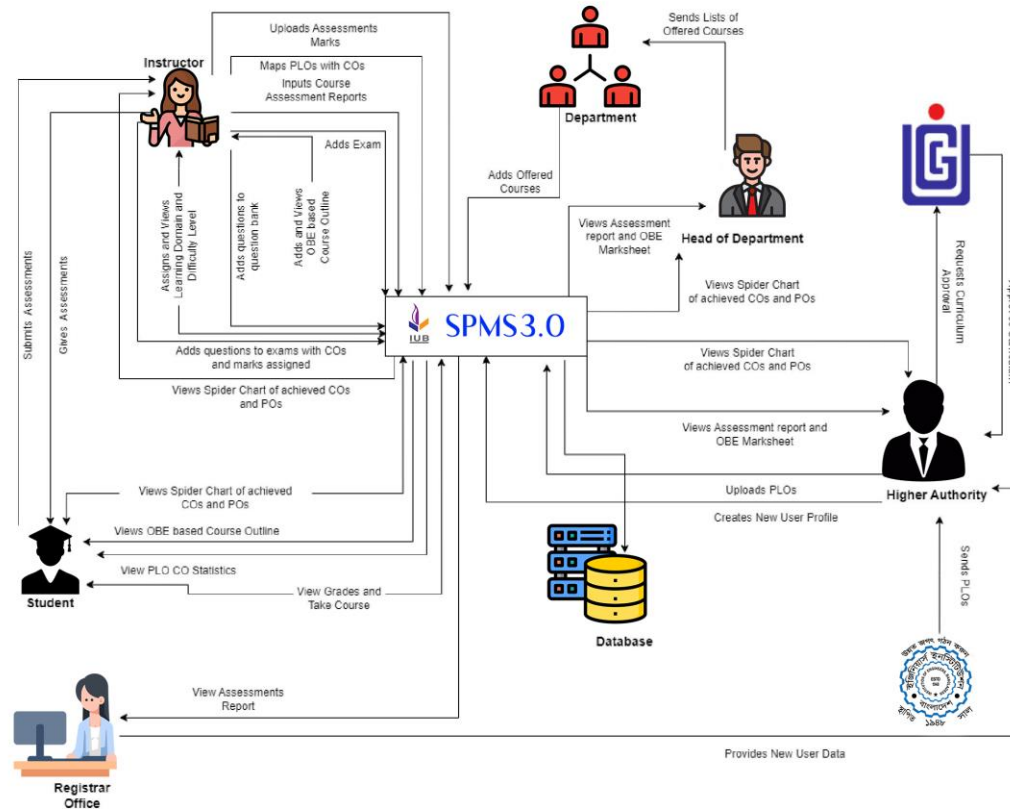 Uploads Assessments
Marks
Instructor
Maps PLOs with COs
Inputs Course
Assessment Reports
Adds Exam
Sends Lists of
Offered Courses
Department
Adds Offered
Courses
Views Assessment
report and OBE
Marksheet
Head of Department
Views Spider Chart
of achieved COs and POs
UGC
Requests Curriculum
Approval
Submits Assessments
Gives Assessments
Assigns and Views
Learning Domain and
Difficulty Level
Adds questions to
question bank
Adds and Views
OBE based
Course Outline
IUB
SPMS3.0
Adds questions to exams with COs
and marks assigned
Views Spider Chart of achieved COs
and POs
Views Spider Chart
of achieved COs and POs
Views Assessment report and
OBE Marksheet
Higher Authority
Uploads PLOs
Creates New User Profile
Views Spider Chart of achieved
COs and POs
Views OBE based Course Outline
View PLO CO Statistics
View Grades and
Take Course
Student
Database
Sends PLOs
ইঞ্জিনিয়ার্স ইনস্টিটিউশন
বাংলাদেশ
স্থাপিত
১৯৪৮
সাল
View Assessments
Report
Provides New User Data
Registrar
Office